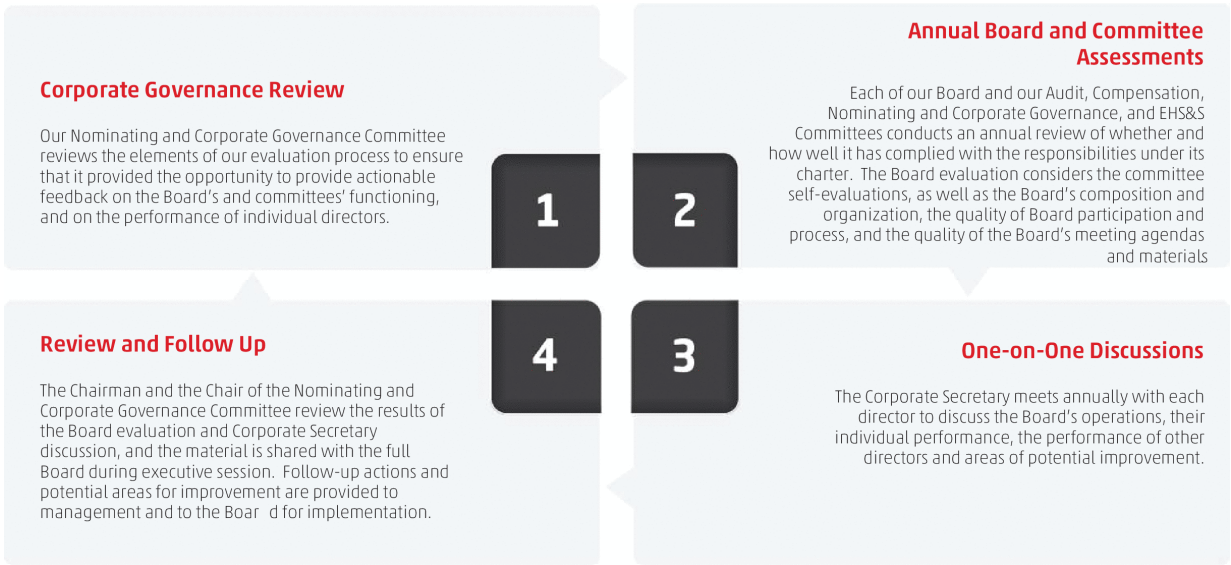 Corporate Governance Review
Our Nominating and Corporate Governance Committee
reviews the elements of our evaluation process to ensure
that it provided the opportunity to provide actionable
feedback on the Board's and committees' functioning,
and on the performance of individual directors.
1
Annual Board and Committee
Assessments
Each of our Board and our Audit, Compensation,
Nominating and Corporate Governance, and EHS&S
Committees conducts an annual review of whether and
how well it has complied with the responsibilities under its
charter.  The Board evaluation considers the committee
self-evaluations, as well as the Board's composition and
organization, the quality of Board participation and
process, and the quality of the Board's meeting agendas
and materials
2
One-on-One Discussions
The Corporate Secretary meets annually with each
director to discuss the Board's operations, their
individual performance, the performance of other
directors and areas of potential improvement.
3
Review and Follow Up
The Chairman and the Chair of the Nominating and
Corporate Governance Committee review the results of
the Board evaluation and Corporate Secretary
discussion, and the material is shared with the full
Board during executive session.  Follow-up actions and
potential areas for improvement are provided to
management and to the Boar  d for implementation.
4